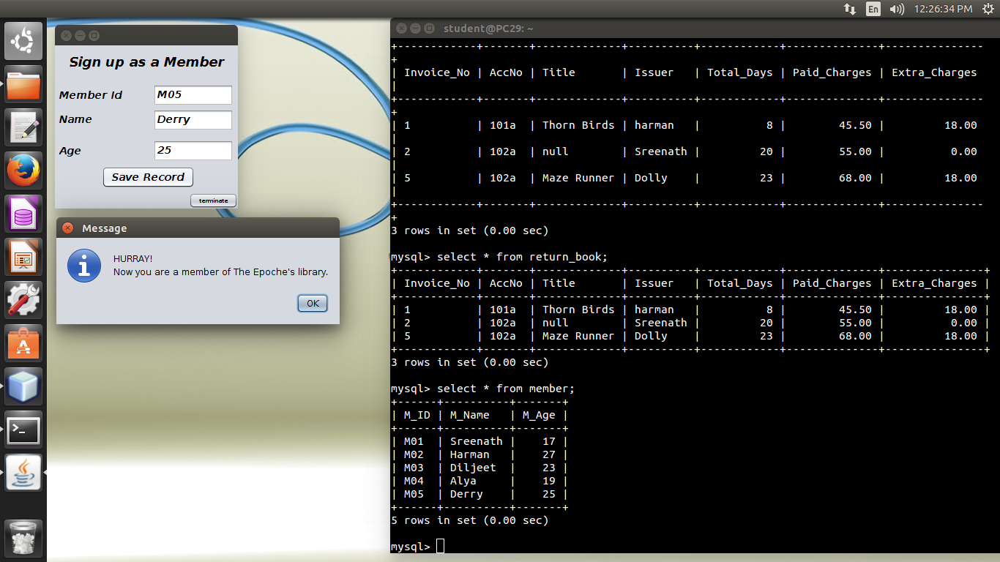 En 12:26:34 PM
Sign up as a Member
Member Id M05
Name Derry
Age 25
Save Record
terminate
Message
HURRAY!
Now you are a member of The Epoche's library.
OK
student@PC29: ~
+------------+-------+-------------+----------+------------+--------------+---------------
+
| Invoice_No | AccNo | Title       | Issuer   | Total_Days | Paid_Charges | Extra_Charges
|
+------------+-------+-------------+----------+------------+--------------+---------------
+
| 1          | 101a  | Thorn Birds | harman   |          8 |        45.50 |         18.00
|
| 2          | 102a  | null        | Sreenath |         20 |        55.00 |          0.00
|
| 5          | 102a  | Maze Runner | Dolly    |         23 |        68.00 |         18.00
|
+------------+-------+-------------+----------+------------+--------------+---------------
+
3 rows in set (0.00 sec)
mysql> select * from return_book;
+------------+-------+-------------+----------+------------+--------------+---------------+
| Invoice_No | AccNo | Title       | Issuer   | Total_Days | Paid_Charges | Extra_Charges |
+------------+-------+-------------+----------+------------+--------------+---------------+
| 1          | 101a  | Thorn Birds | harman   |          8 |        45.50 |         18.00 |
| 2          | 102a  | null        | Sreenath |         20 |        55.00 |          0.00 |
| 5          | 102a  | Maze Runner | Dolly    |         23 |        68.00 |         18.00 |
+------------+-------+-------------+----------+------------+--------------+---------------+
3 rows in set (0.00 sec)
mysql> select * from member;
+------+----------+-------+
| M_ID | M_Name   | M_Age |
+------+----------+-------+
| M01  | Sreenath |    17 |
| M02  | Harman   |    27 |
| M03  | Diljeet  |    23 |
| M04  | Alya     |    19 |
| M05  | Derry    |    25 |
+------+----------+-------+
5 rows in set (0.00 sec)
mysql>